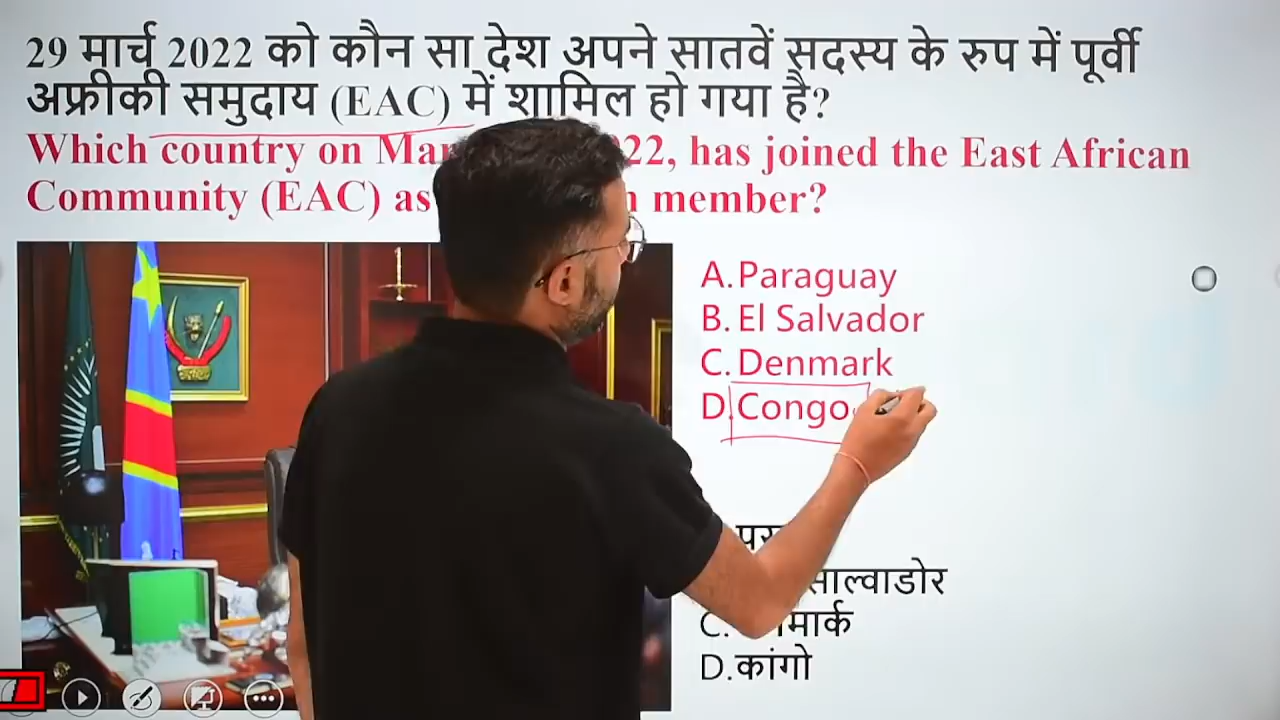 29 मार्च 2022 को कौन सा देश अपने सातवें सदस्य के रुप में पूर्वी
अफ्रीकी समुदाय (EAC) में शामिल हो गया है?
Which country on Mar 22, has joined the East African
Community (EAC) as member?
A. Paraguay
B. El Salvador
C. Denmark
D. Congo
साल्वाडोर
C. मार्क
D. कांगो